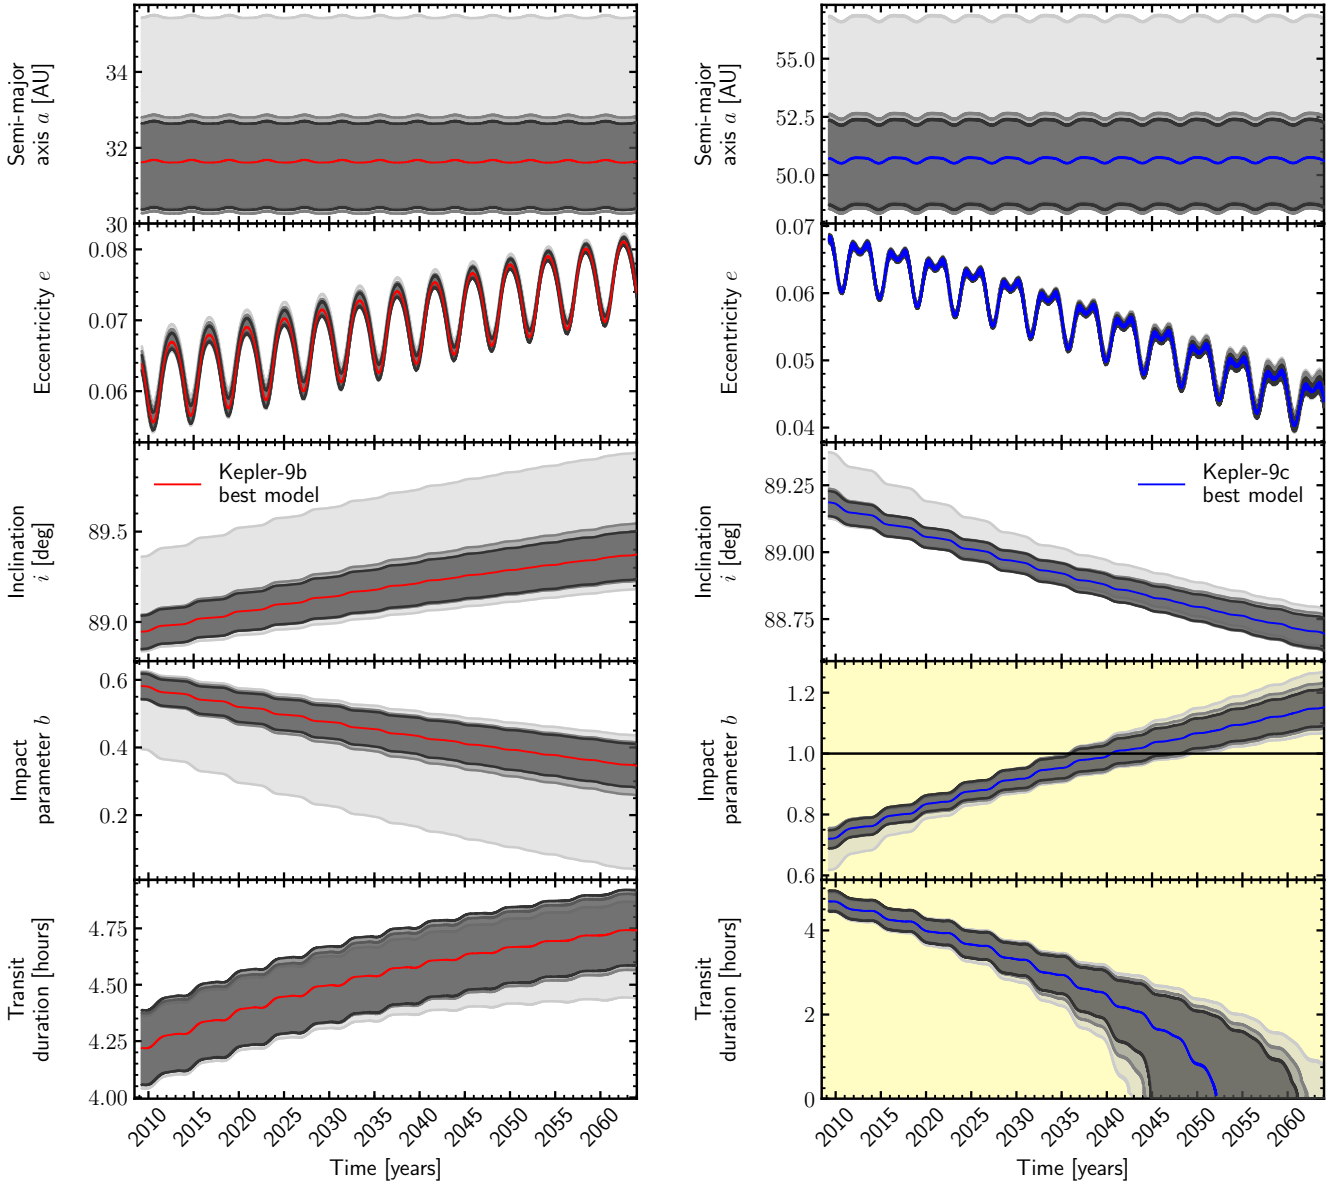 Semi-major
axis a [AU]
34
32
30
Eccentricity e
0.08
0.07
0.06
Inclination
i [deg]
89.5
89.0
Kepler-9b
best model
Impact
parameter b
0.6
0.4
0.2
Transit
duration [hours]
4.75
4.50
4.25
4.00
2010 2015 2020 2025 2030 2035 2040 2045 2050 2055 2060
Time [years]
Semi-major
axis a [AU]
55.0
52.5
50.0
Eccentricity e
0.07
0.06
0.05
0.04
Inclination
i [deg]
89.25
89.00
88.75
Kepler-9c
best model
Impact
parameter b
1.2
1.0
0.8
0.6
Transit
duration [hours]
4
2
0
2010 2015 2020 2025 2030 2035 2040 2045 2050 2055 2060
Time [years]